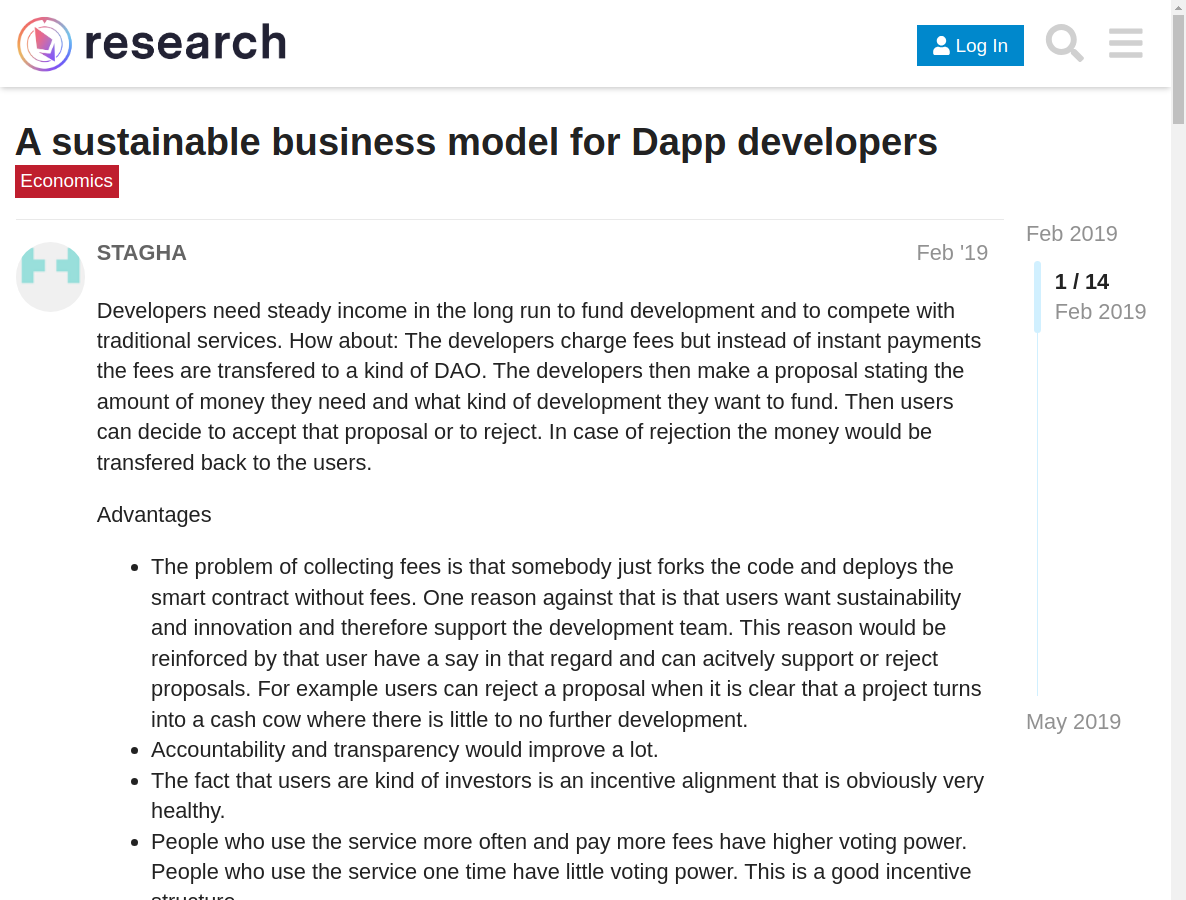 research
Log In
A sustainable business model for Dapp developers
Economics
STAGHA
Feb '19
Feb 2019
1 / 14
Feb 2019
May 2019
Developers need steady income in the long run to fund development and to compete with
traditional services. How about: The developers charge fees but instead of instant payments
the fees are transfered to a kind of DAO. The developers then make a proposal stating the
amount of money they need and what kind of development they want to fund. Then users
can decide to accept that proposal or to reject. In case of rejection the money would be
transfered back to the users.
Advantages
The problem of collecting fees is that somebody just forks the code and deploys the
smart contract without fees. One reason against that is that users want sustainability
and innovation and therefore support the development team. This reason would be
reinforced by that user have a say in that regard and can acitvely support or reject
proposals. For example users can reject a proposal when it is clear that a project turns
into a cash cow where there is little to no further development.
Accountability and transparency would improve a lot.
The fact that users are kind of investors is an incentive alignment that is obviously very
healthy.
People who use the service more often and pay more fees have higher voting power.
People who use the service one time have little voting power. This is a good incentive
structure